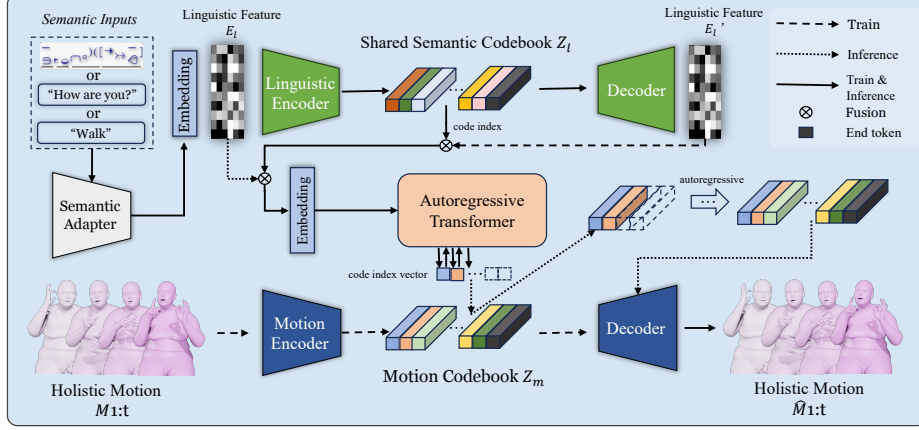 Semantic Inputs
or
“How are you?”
or
“Walk”
Semantic
Adapter
Embedding
Linguistic Feature
E_l
Linguistic
Encoder
Shared Semantic Codebook Z_l
code index
Decoder
Linguistic Feature
E_l’
Train
Inference
Train &
Inference
Fusion
End token
Embedding
Autoregressive
Transformer
code index vector
autoregressive
Motion
Encoder
Motion Codebook Z_m
Decoder
Holistic Motion
M1:t
Holistic Motion
M̂1:t